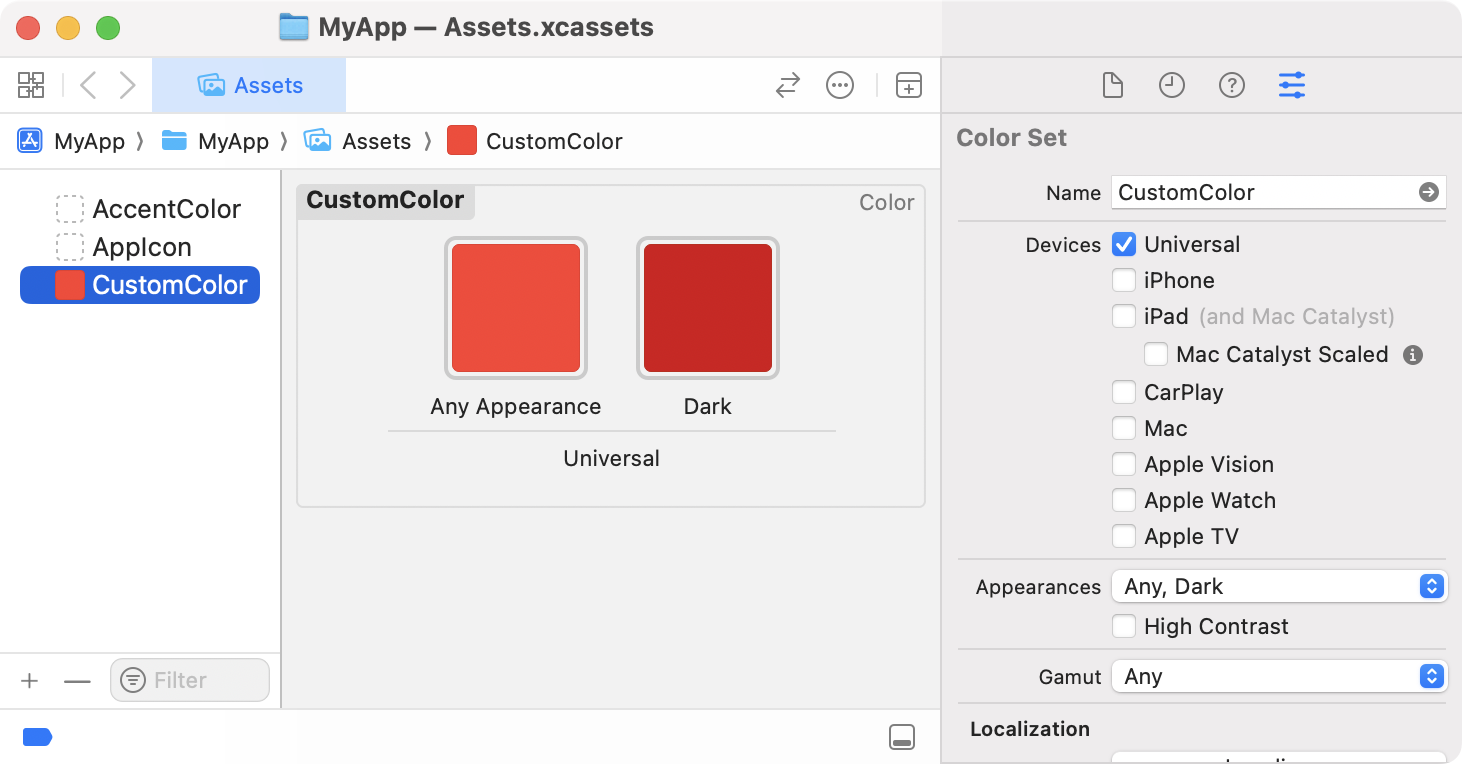 MyApp — Assets.xcassets
Assets
MyApp 〉 MyApp 〉 Assets 〉 CustomColor
AccentColor
AppIcon
CustomColor
Filter
CustomColor
Color
Any Appearance
Dark
Universal
Color Set
Name CustomColor
Devices Universal
iPhone
iPad (and Mac Catalyst)
Mac Catalyst Scaled
CarPlay
Mac
Apple Vision
Apple Watch
Apple TV
Appearances Any, Dark
High Contrast
Gamut Any
Localization